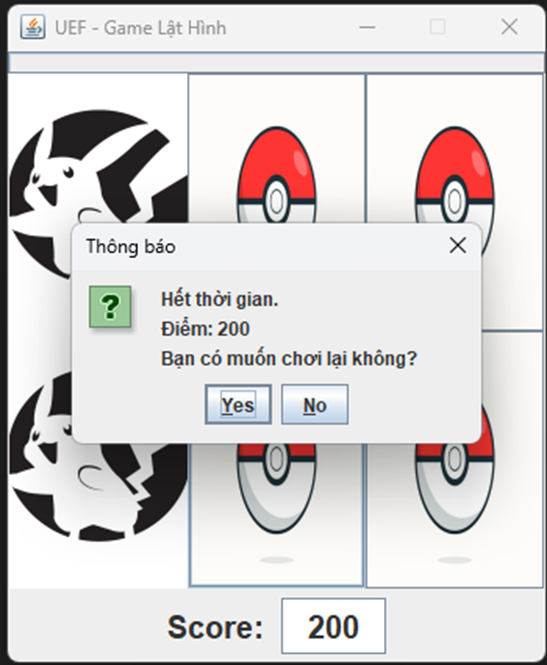 UEF - Game Lật Hình
Thông báo
?
Hết thời gian.
Điểm: 200
Bạn có muốn chơi lại không?
Yes No
Score: 200